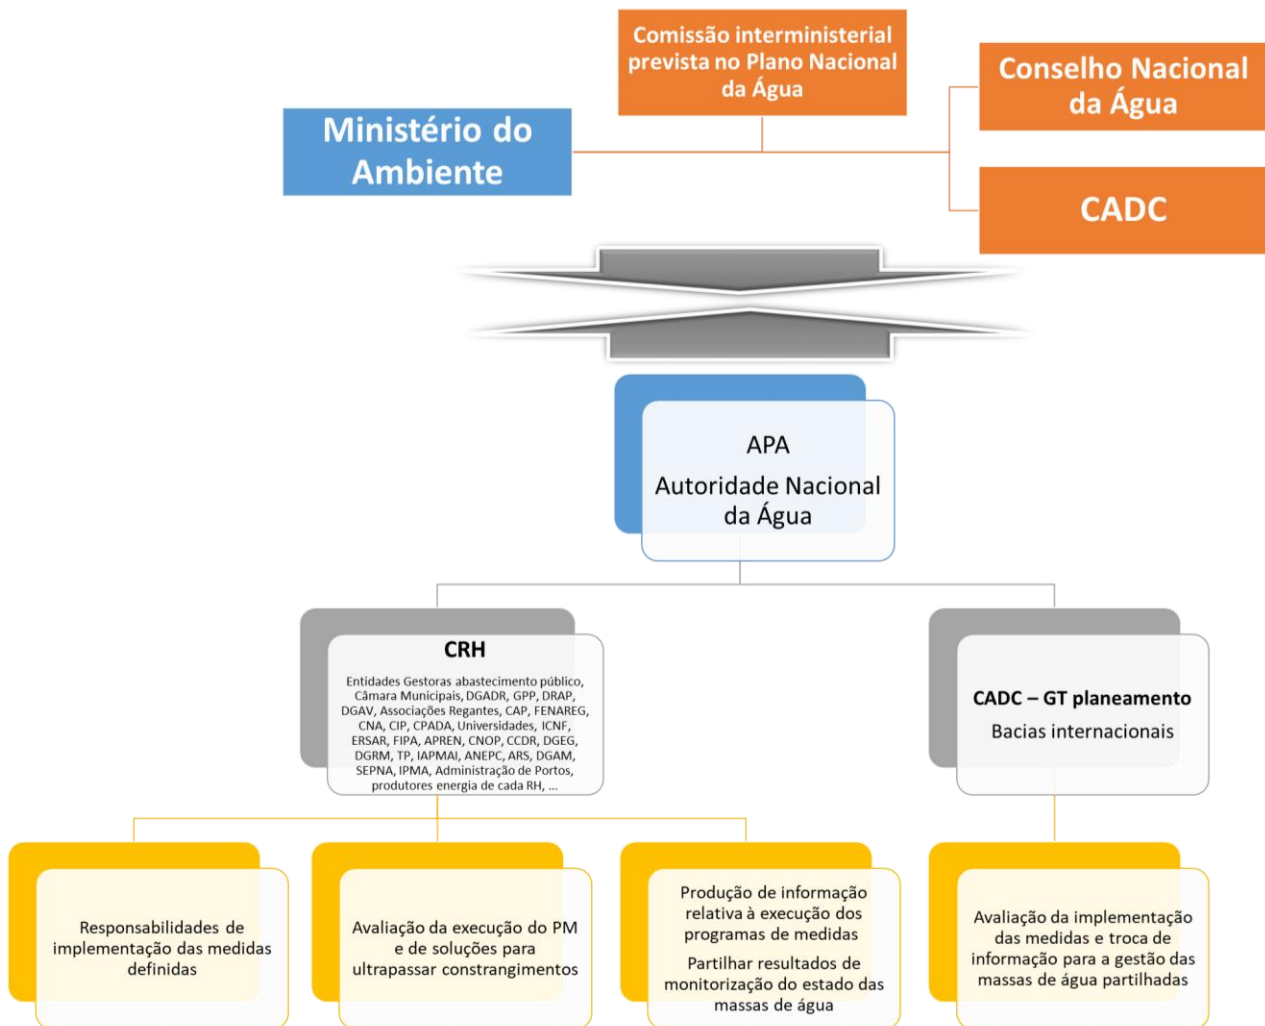 Comissão interministerial
prevista no Plano Nacional
da Água
Conselho Nacional
da Água
Ministério do
Ambiente
CADC
APA
Autoridade Nacional
da Água
CRH
Entidades Gestoras abastecimento público,
Câmara Municipais, DGADR, GPP, DRAP,
DGAV, Associações Regantes, CAP, FENAREG,
CNA, CIP, CPADA, Universidades, ICNF,
ERSAR, FIPA, APREN, CNOP, CCDR, DGEG,
DGRM, TP, IAPMAI, ANEPC, ARS, DGAM,
SEPNA, IPMA, Administração de Portos,
produtores energia de cada RH, ...
CADC – GT planeamento
Bacias internacionais
Responsabilidades de
implementação das medidas
definidas
Avaliação da execução do PM
e de soluções para
ultrapassar constrangimentos
Produção de informação
relativa à execução dos
programas de medidas
Partilhar resultados de
monitorização do estado das
massas de água
Avaliação da implementação
das medidas e troca de
informação para a gestão das
massas de água partilhadas